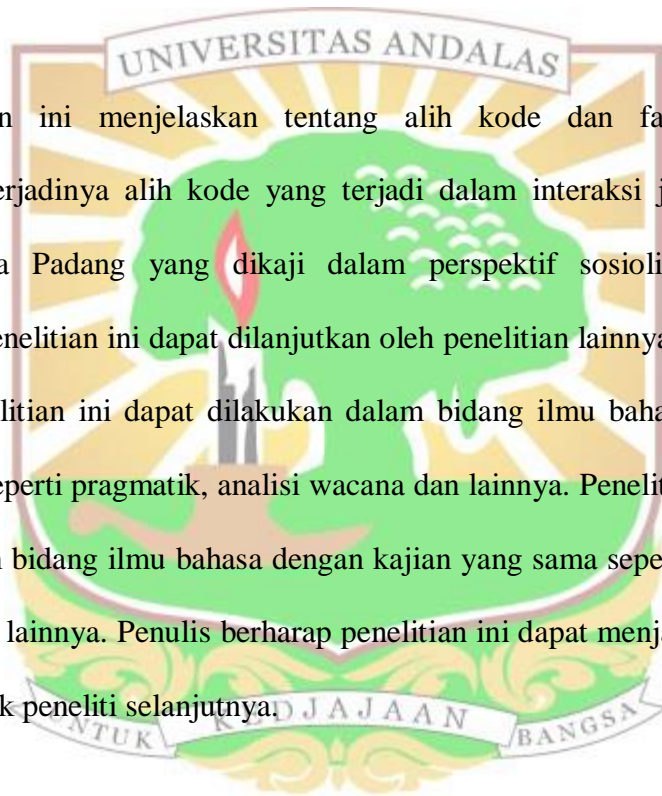 UNIVERSITAS ANDALAS
n ini menjelaskan tentang alih kode dan fa
erjadinya alih kode yang terjadi dalam interaksi j
a Padang yang dikaji dalam perspektif sosioli
enelitian ini dapat dilanjutkan oleh penelitian lainnya
elitian ini dapat dilakukan dalam bidang ilmu baha
eperti pragmatik, analisi wacana dan lainnya. Penelit
n bidang ilmu bahasa dengan kajian yang sama sepe
lainnya. Penulis berharap penelitian ini dapat menja
k peneliti selanjutnya.
UNTUK KEDJAJAAN BANGSA